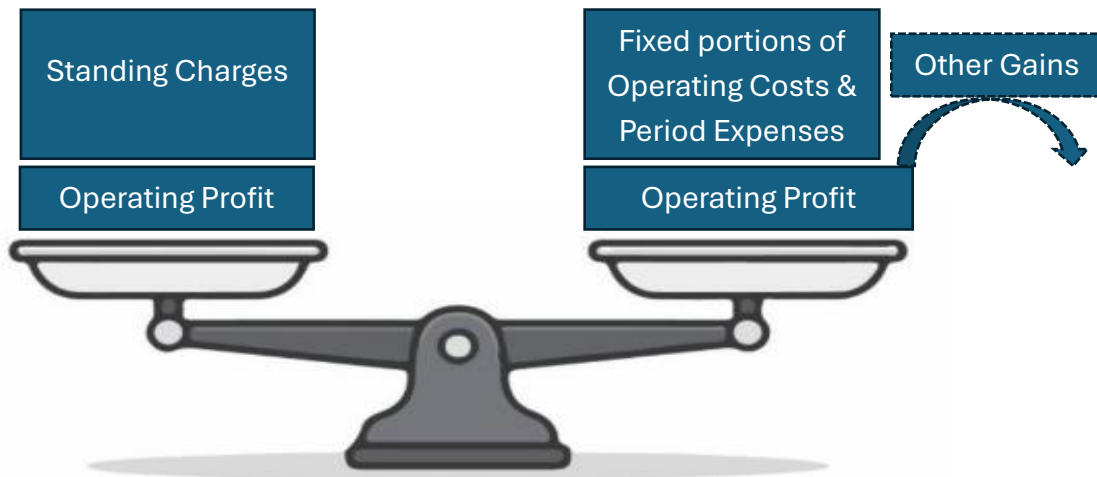 Standing Charges
Operating Profit
Fixed portions of
Operating Costs &
Period Expenses
Other Gains
Operating Profit